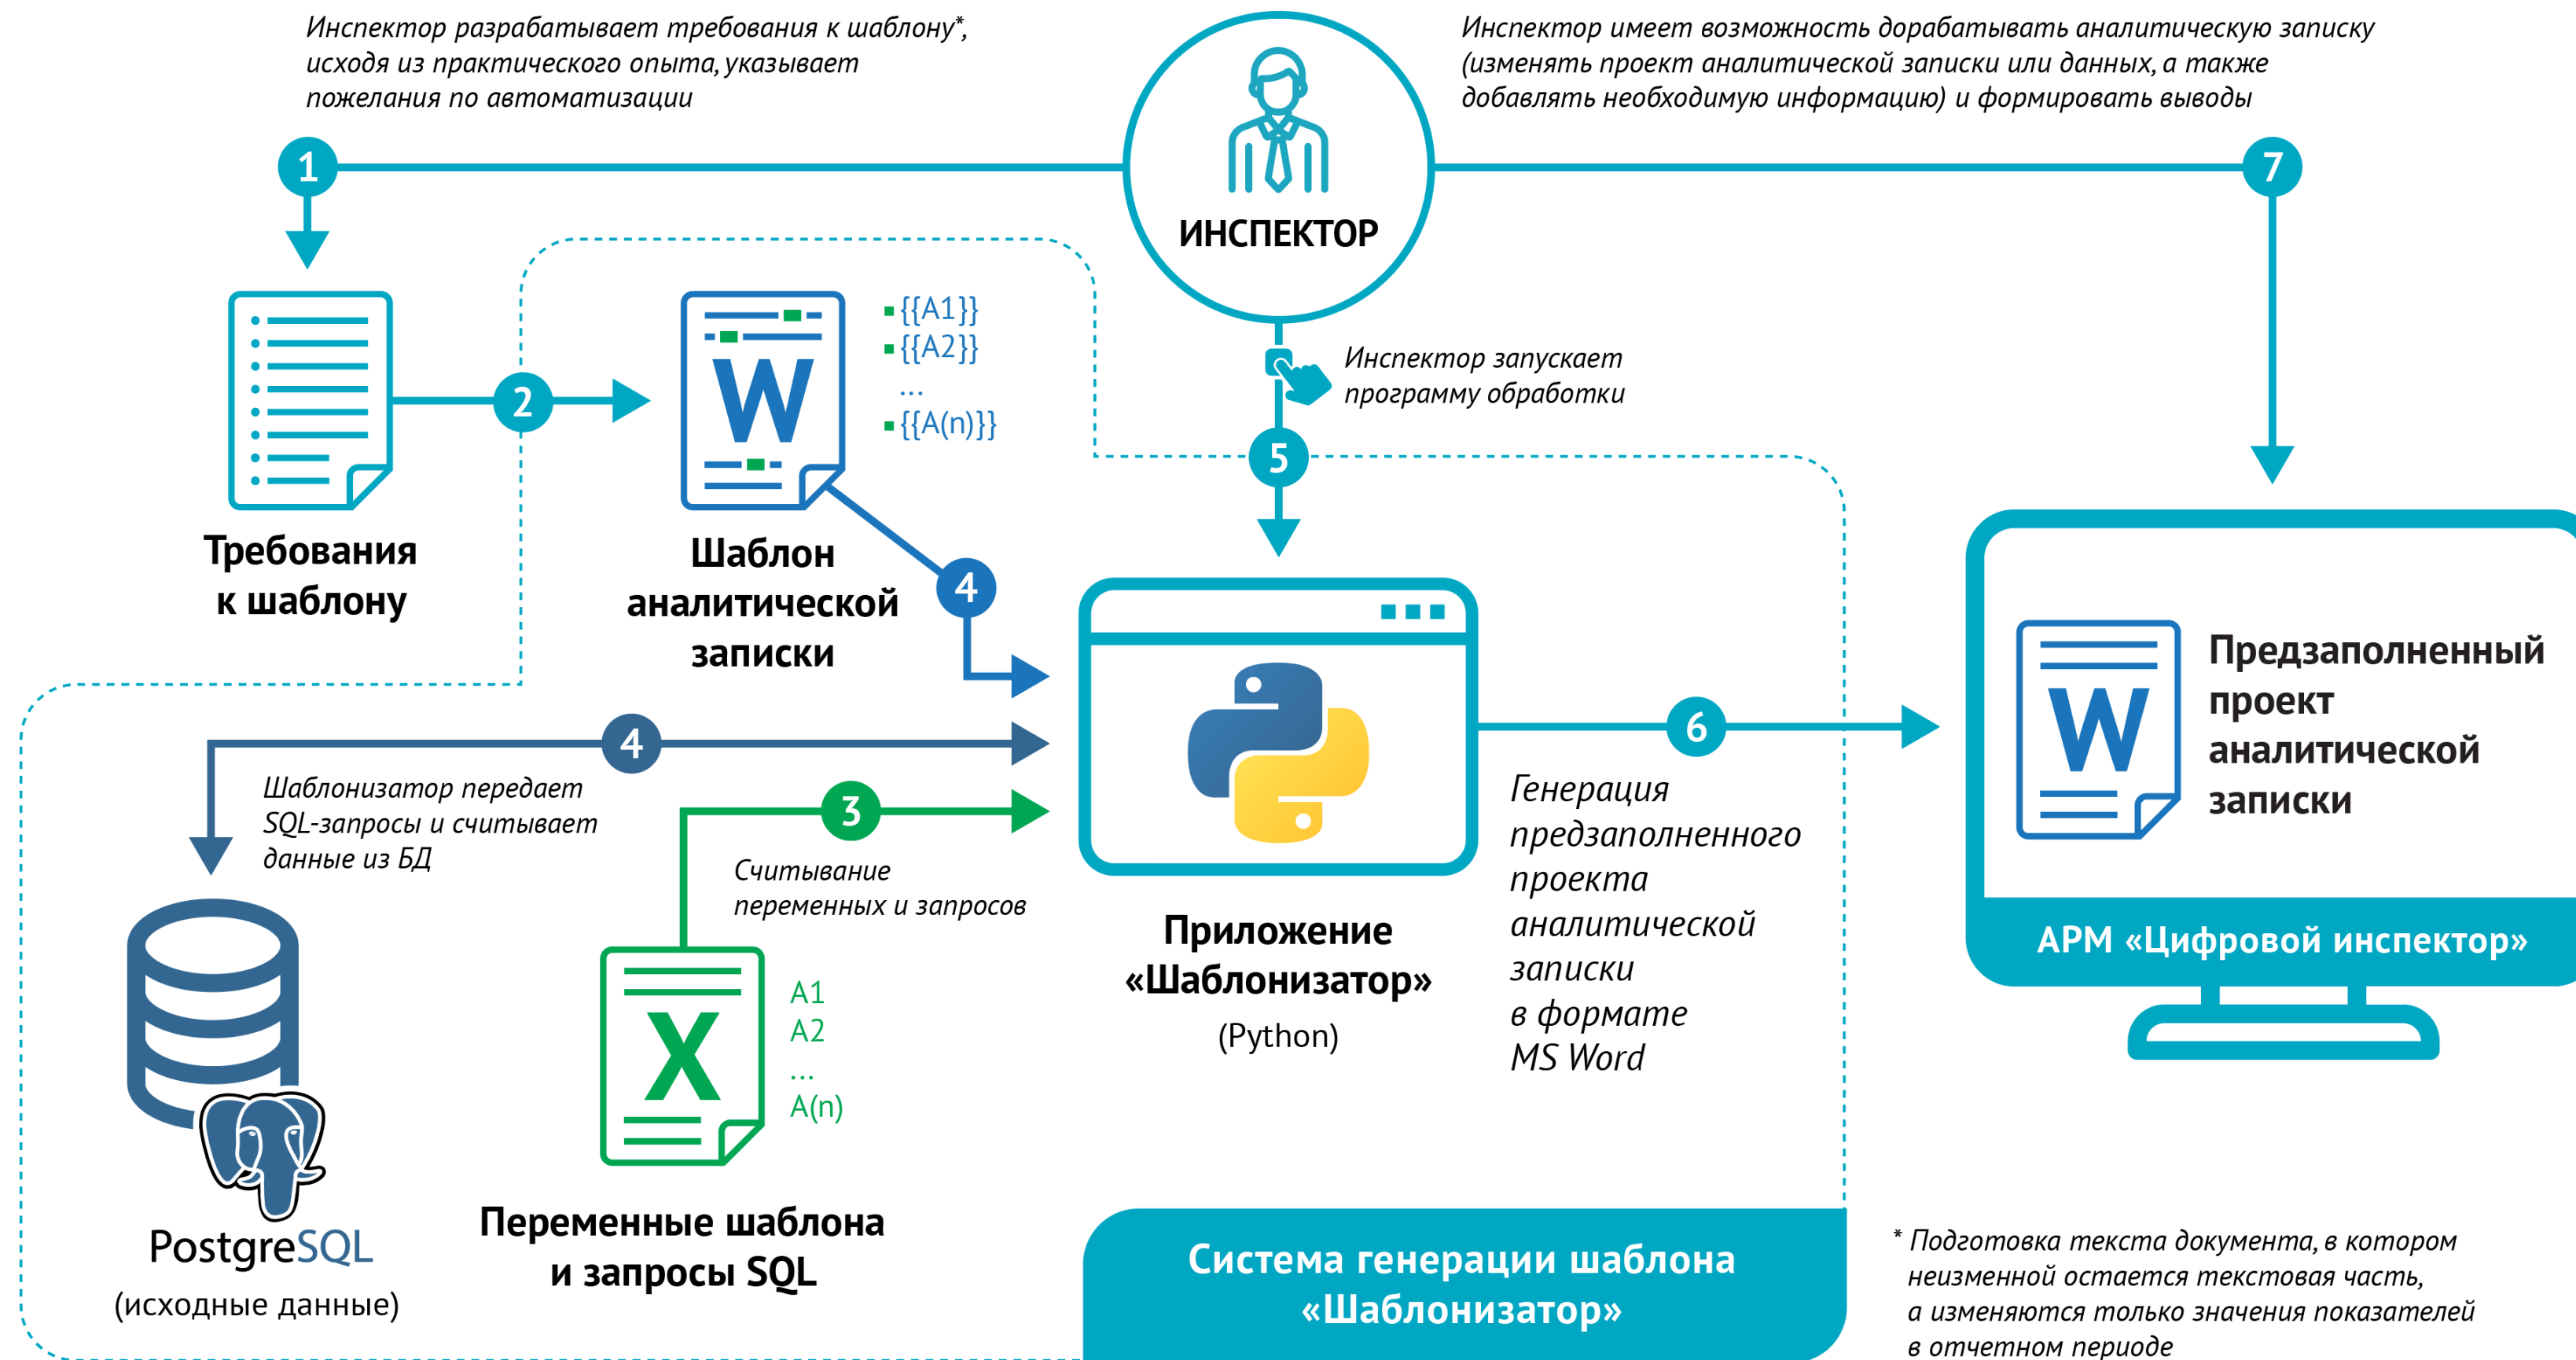 Инспектор разрабатывает требования к шаблону*,
исходя из практического опыта, указывает
пожелания по автоматизации
Инспектор имеет возможность дорабатывать аналитическую записку
(изменять проект аналитической записки или данных, а также
добавлять необходимую информацию) и формировать выводы
1
7
ИНСПЕКТОР
{{A1}}
{{A2}}
...
{{A(n)}}
W
2
Инспектор запускает
программу обработки
5
Требования
к шаблону
Шаблон
аналитической
записки
4
4
Шаблонизатор передает
SQL-запросы и считывает
данные из БД
3
Считывание
переменных и запросов
6
Генерация
предзаполненного
проекта
аналитической
записки
в формате
MS Word
W
Предзаполненный
проект
аналитической
записки
АРМ «Цифровой инспектор»
Приложение
«Шаблонизатор»
(Python)
X
A1
A2
...
A(n)
PostgreSQL
(исходные данные)
Переменные шаблона
и запросы SQL
Система генерации шаблона
«Шаблонизатор»
* Подготовка текста документа, в котором
неизменной остается текстовая часть,
а изменяются только значения показателей
в отчетном периоде